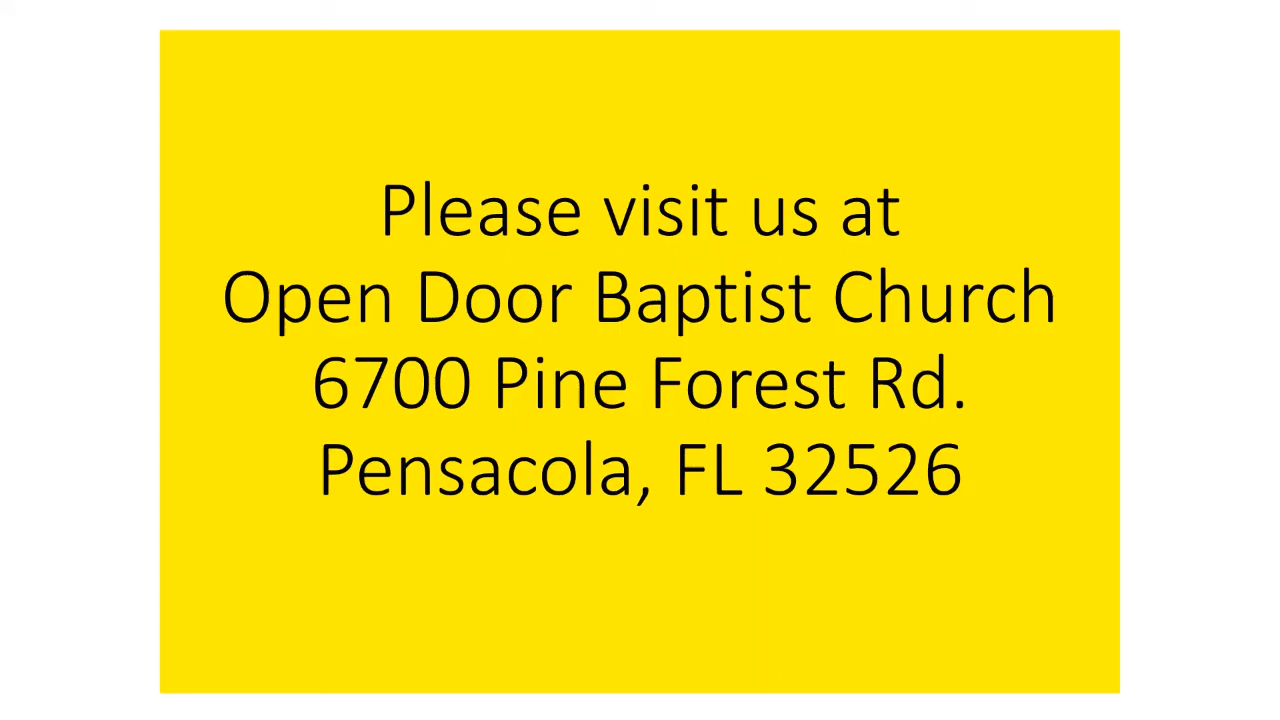 Please visit us at
Open Door Baptist Church
6700 Pine Forest Rd.
Pensacola, FL 32526